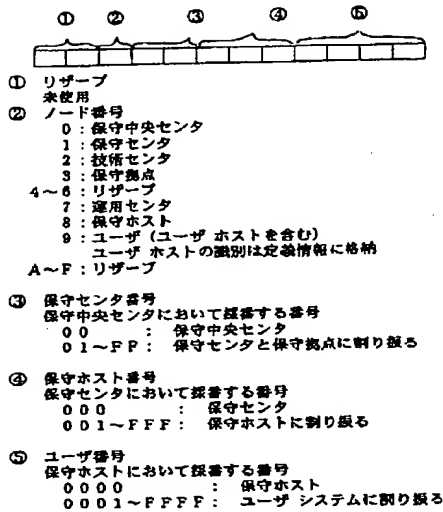 ① ② ③ ④ ⑤
① リザーブ
未使用
② ノード番号
0：保守中央センタ
1：保守センタ
2：技術センタ
3：保守拠点
4～6：リザーブ
7：運用センタ
8：保守ホスト
9：ユーザ（ユーザ ホストを含む）
ユーザ ホストの識別は定義情報に格納
A～F：リザーブ
③ 保守センタ番号
保守中央センタにおいて採番する番号
00 ： 保守中央センタ
01～FF： 保守センタと保守拠点に割り振る
④ 保守ホスト番号
保守センタにおいて採番する番号
000 ： 保守センタ
001～FFF： 保守ホストに割り振る
⑤ ユーザ番号
保守ホストにおいて採番する番号
0000 ： 保守ホスト
0001～FFFF： ユーザ システムに割り振る